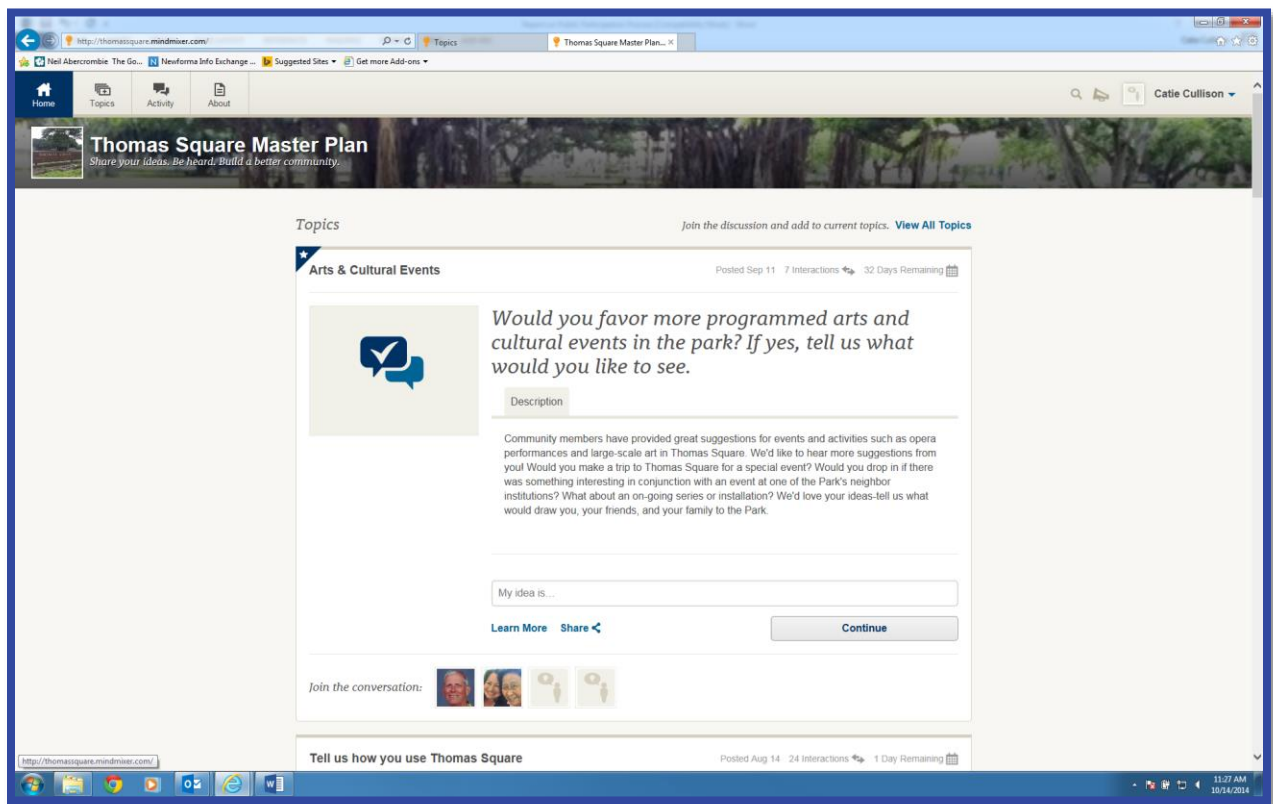 http://thomassquare.mindmixer.com/
Topics
Thomas Square Master Plan...
Neil Abercrombie The Go...
Newforma Info Exchange ...
Suggested Sites
Get more Add-ons
Home
Topics
Activity
About
Catie Cullison
Thomas Square Master Plan
Share your ideas. Be heard. Build a better community.
Topics
Join the discussion and add to current topics. View All Topics
Arts & Cultural Events
Posted Sep 11 7 Interactions 32 Days Remaining
Would you favor more programmed arts and
cultural events in the park? If yes, tell us what
would you like to see.
Description
Community members have provided great suggestions for events and activities such as opera
performances and large-scale art in Thomas Square. We'd like to hear more suggestions from
you! Would you make a trip to Thomas Square for a special event? Would you drop in if there
was something interesting in conjunction with an event at one of the Park's neighbor
institutions? What about an on-going series or installation? We'd love your ideas-tell us what
would draw you, your friends, and your family to the Park.
My idea is...
Learn More Share
Continue
Join the conversation:
Tell us how you use Thomas Square
Posted Aug 14 24 Interactions 1 Day Remaining
http://thomassquare.mindmixer.com/
11:27 AM
10/14/2014